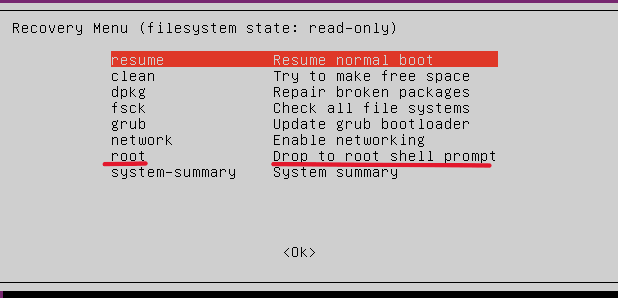 Recovery Menu (filesystem state: read-only)
resume Resume normal boot
clean Try to make free space
dpkg Repair broken packages
fsck Check all file systems
grub Update grub bootloader
network Enable networking
root Drop to root shell prompt
system-summary System summary
<Ok>